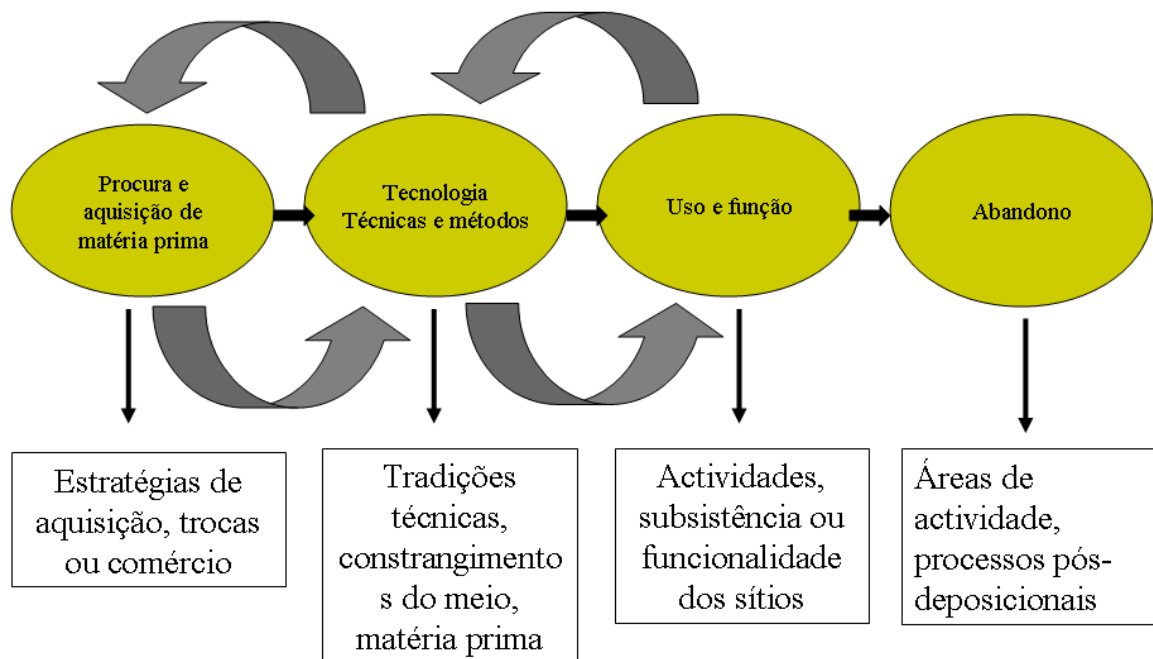 Procura e
aquisição de
matéria prima
Tecnologia
Técnicas e métodos
Uso e função
Abandono
Estratégias de
aquisição, trocas
ou comércio
Tradições
técnicas,
constrangimento
s do meio,
matéria prima
Actividades,
subsistência ou
funcionalidade
dos sítios
Áreas de
actividade,
processos pós-
deposicionais